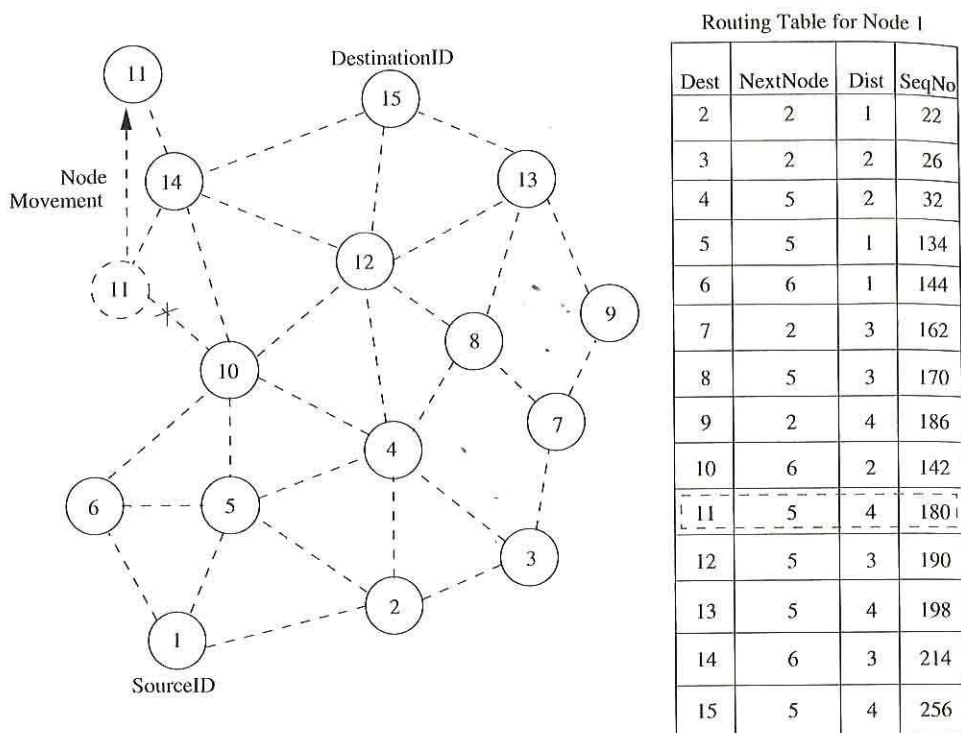 11
DestinationID
15
14
Node
Movement
13
12
11
9
8
10
7
4
6
5
3
2
1
SourceID
Routing Table for Node 1
Dest NextNode Dist SeqNo
2 2 1 22
3 2 2 26
4 5 2 32
5 5 1 134
6 6 1 144
7 2 3 162
8 5 3 170
9 2 4 186
10 6 2 142
11 5 4 180
12 5 3 190
13 5 4 198
14 6 3 214
15 5 4 256